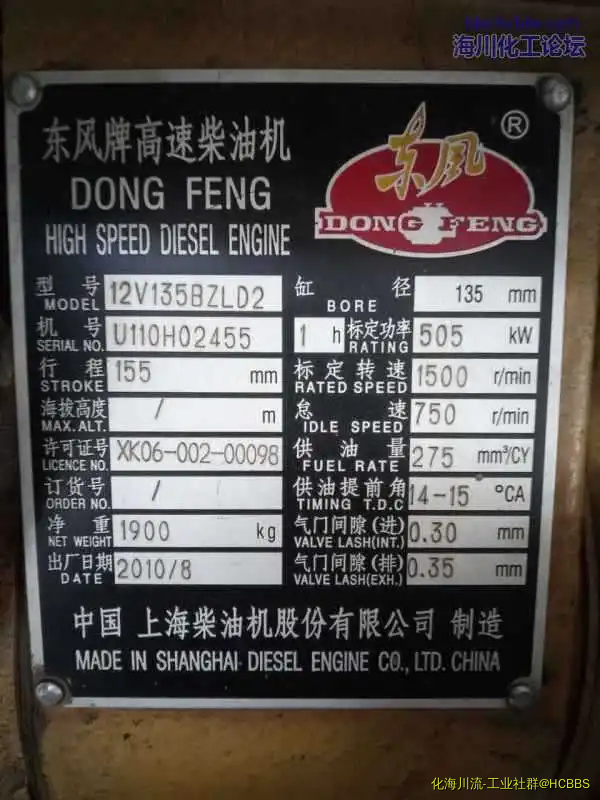 海川化工论坛
东风牌高速柴油机
DONG FENG
HIGH SPEED DIESEL ENGINE
东風
®
DONG FENG
型号 12V135BZLD2 缸径 135 mm
MODEL BORE
机号 U110H02455 1 h 标定功率 505 kW
SERIAL NO. RATING
行程 155 mm 标定转速 1500 r/min
STROKE RATED SPEED
海拔高度 / m 怠速 750 r/min
MAX.ALT. IDLE SPEED
许可证号 XK06-002-00098 供油量 275 mm³/CY
LICENCE NO. FUEL RATE
订货号 / 供油提前角 14-15 °CA
ORDER NO. TIMING T.D.C
净重 1900 kg 气门间隙(进) 0.30 mm
NET WEIGHT VALVE LASH(INT.)
出厂日期 2010/8 气门间隙(排) 0.35 mm
DATE VALVE LASH(EXH.)
中国 上海柴油机股份有限公司 制造
MADE IN SHANGHAI DIESEL ENGINE CO., LTD. CHINA
化海川流-工业社群@HCBBS